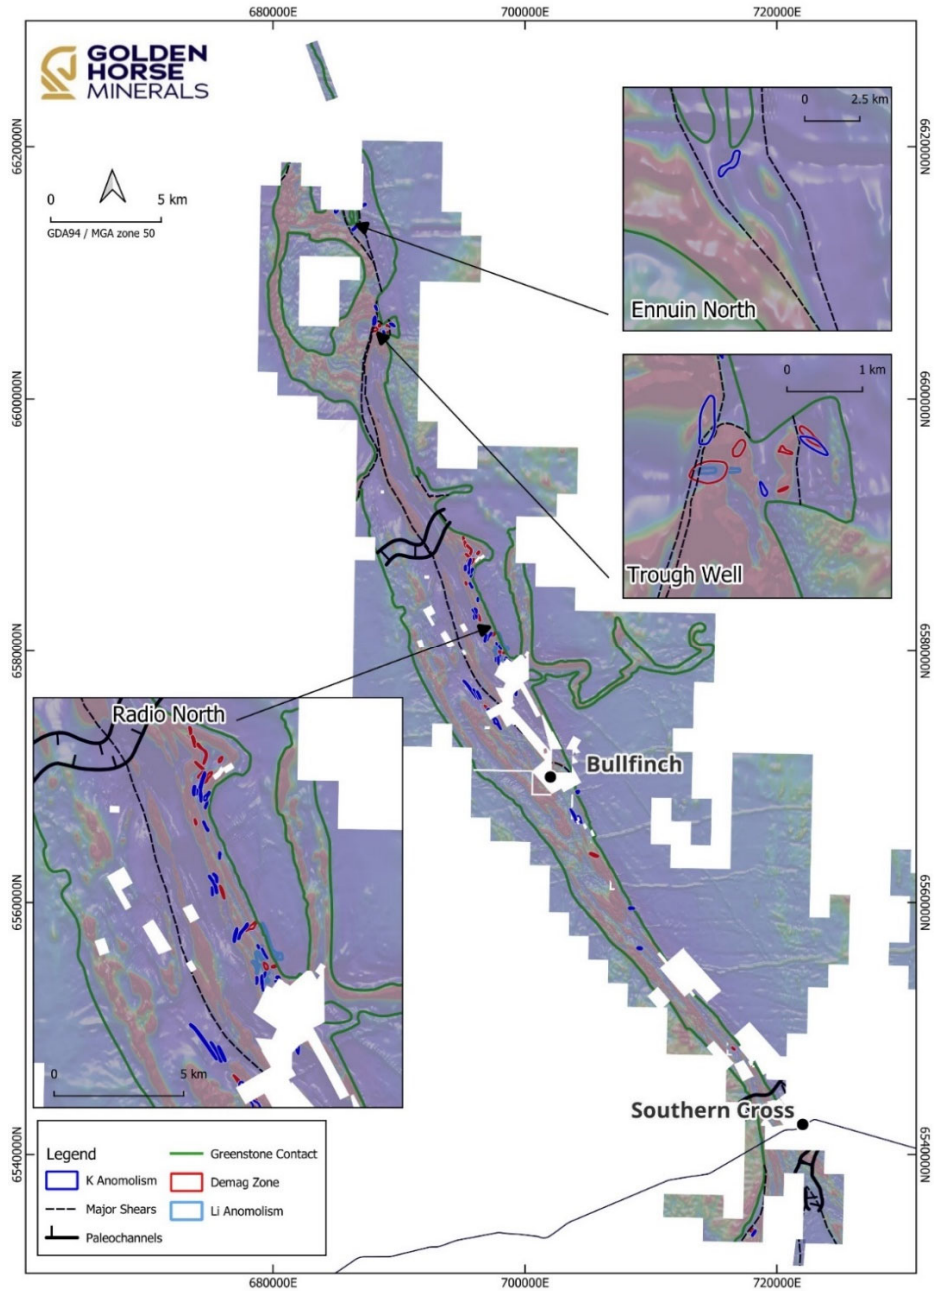 680000E
700000E
720000E
GOLDEN
HORSE
MINERALS
0
5 km
GDA94 / MGA zone 50
0
2.5 km
6620000N
6620000N
Ennuin North
6600000N
6600000N
0
1 km
Trough Well
6580000N
6580000N
Radio North
Bullfinch
L
6560000N
6560000N
0
5 km
Southern Cross
6540000N
6540000N
Legend
Greenstone Contact
K Anomolism
Demag Zone
Major Shears
Li Anomolism
Paleochannels
680000E
700000E
720000E